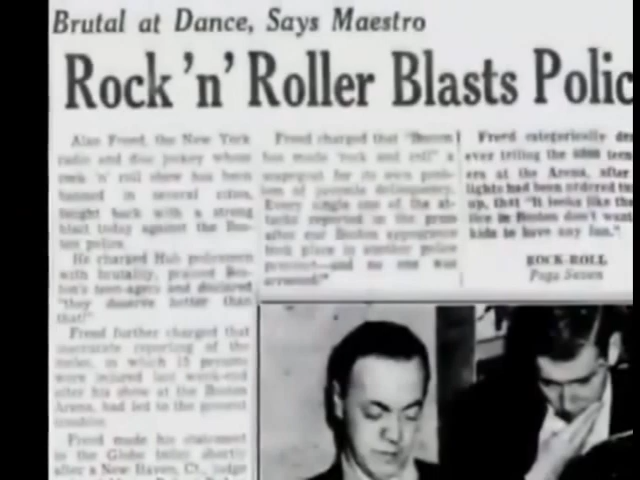 Brutal at Dance, Says Maestro
Rock 'n' Roller Blasts Polic
Alan Freed, the New York
radio and disc jockey whose
rock 'n' roll show has been
banned in several cities,
fought back with a strong
blast today against the Bos-
ton police.
He charged Hub policemen
with brutality, praised Bos-
ton's teen-agers and declared
"they deserve better than
that!"
Freed further charged that
inaccurate reporting of the
in which 15 persons
were injured last week-end
after his show at the Boston
Arena, had led to the present
Freed made his statement
to the Globe today shortly
after a New Haven, Ct., judge
Freed charged that "Boston
has made 'rock and roll' a
scapegoat for its own prob-
lem of juvenile delinquency.
Every single one of the at-
tacks reported in the press
after our Boston appearance
took place in another police
precinct—and no one was
arrested!"
Freed categorically de
ever telling the teen
ers at the Arena, after
lights had been ordered tu
up, that "It looks like the
lice in Boston don't want
kids to have any fun."
ROCK-ROLL
Page Seven